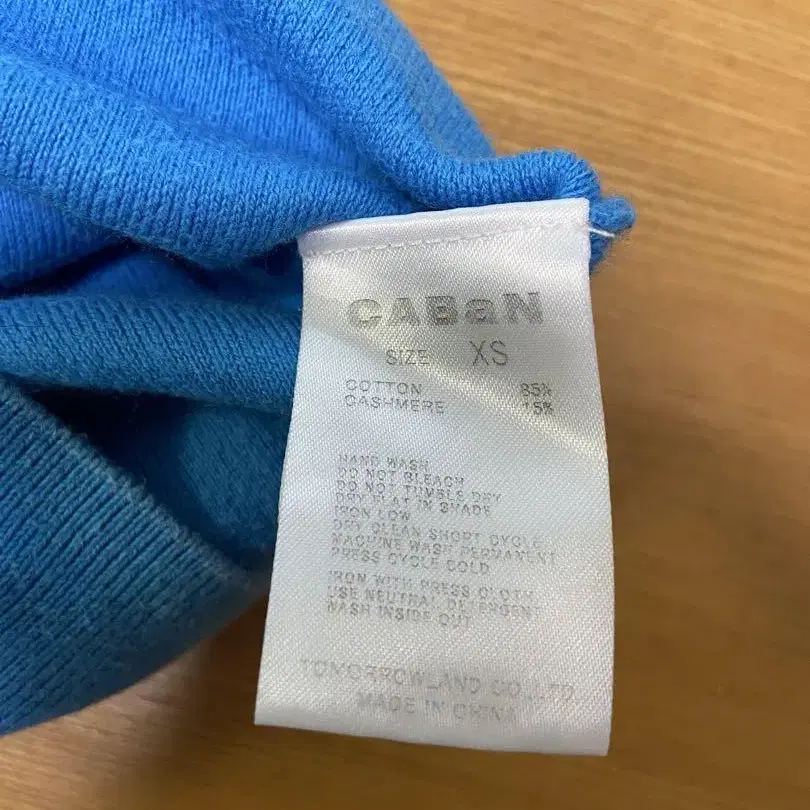 CABaN
SIZE XS
COTTON 85%
CASHMERE 15%
HAND WASH
DO NOT BLEACH
DO NOT TUMBLE DRY
DRY FLAT IN SHADE
IRON LOW
DRY CLEAN SHORT CYCLE
MACHINE WASH PERMANENT
PRESS CYCLE COLD
IRON WITH PRESS CLOTH
USE NEUTRAL DETERGENT
WASH INSIDE OUT
TOMORROWLAND CO.,LTD.
MADE IN CHINA